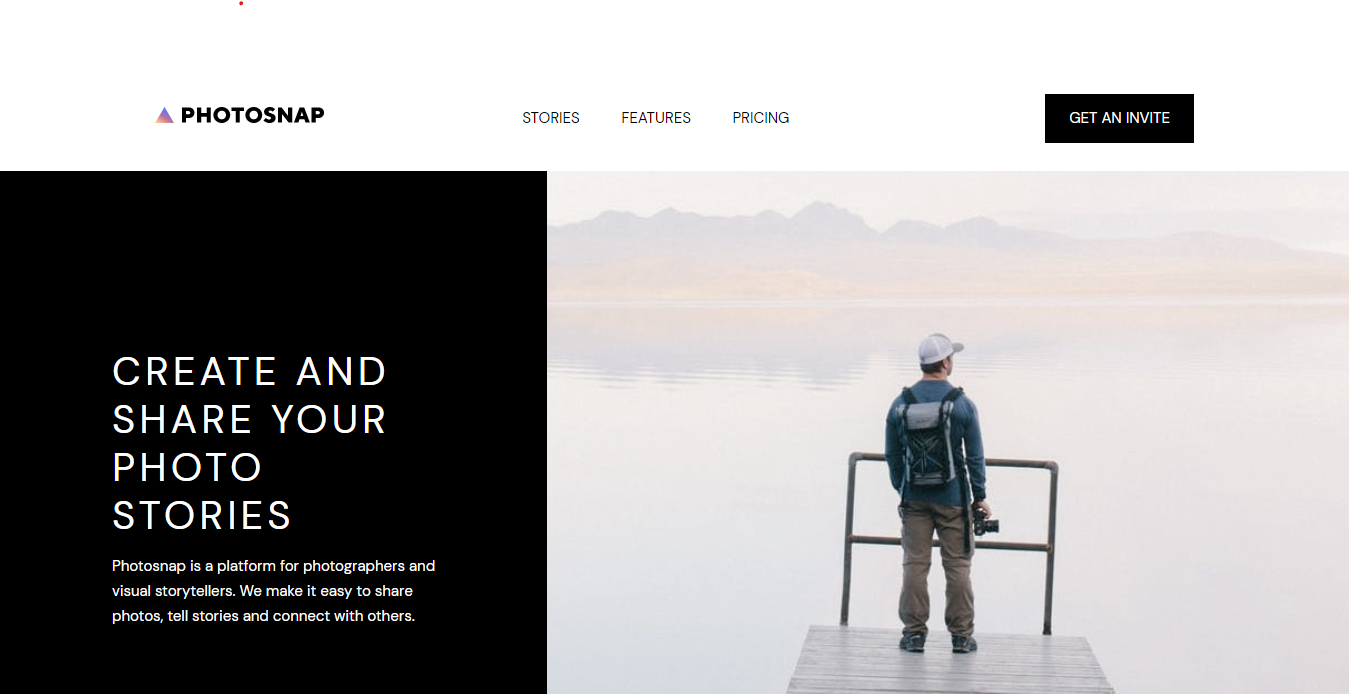 PHOTOSNAP
STORIES FEATURES PRICING
GET AN INVITE
CREATE AND
SHARE YOUR
PHOTO
STORIES
Photosnap is a platform for photographers and
visual storytellers. We make it easy to share
photos, tell stories and connect with others.